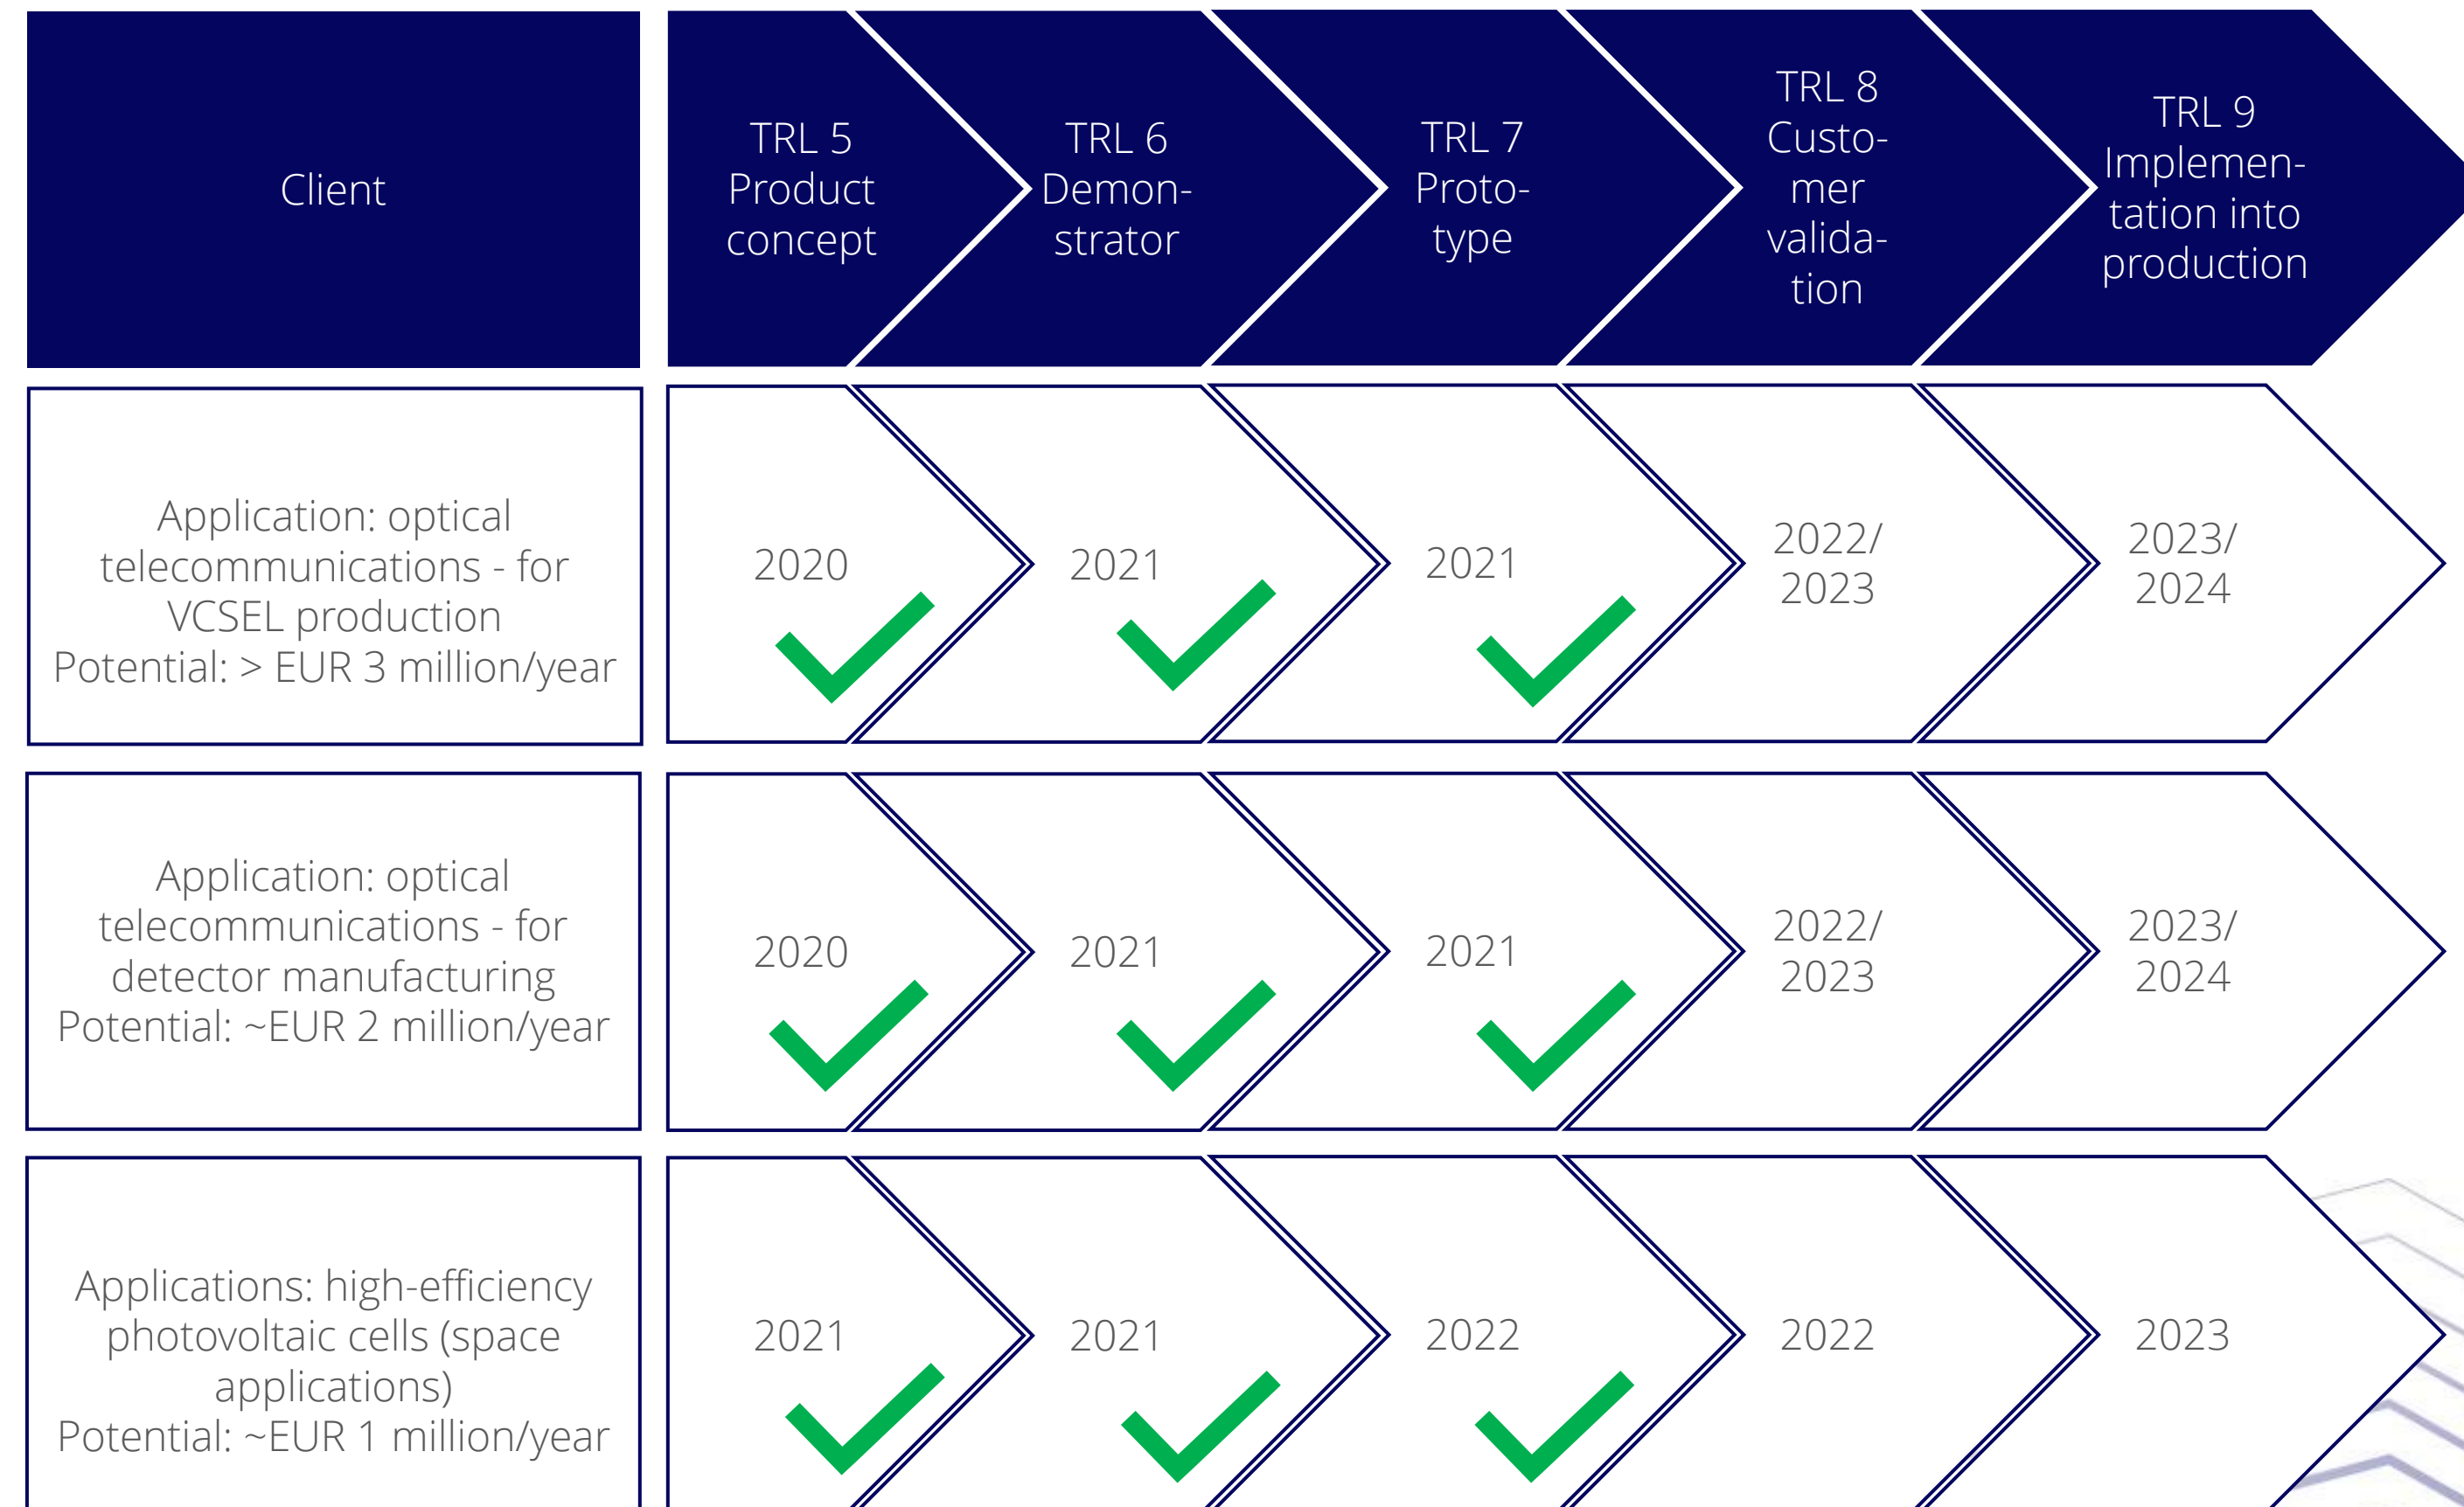 Client
TRL 5
Product
concept
TRL 6
Demon-
strator
TRL 7
Proto-
type
TRL 8
Custo-
mer
valida-
tion
TRL 9
Implemen-
tation into
production
Application: optical
telecommunications - for
VCSEL production
Potential: > EUR 3 million/year
2020
2021
2021
2022/
2023
2023/
2024
Application: optical
telecommunications - for
detector manufacturing
Potential: ~EUR 2 million/year
2020
2021
2021
2022/
2023
2023/
2024
Applications: high-efficiency
photovoltaic cells (space
applications)
Potential: ~EUR 1 million/year
2021
2021
2022
2022
2023